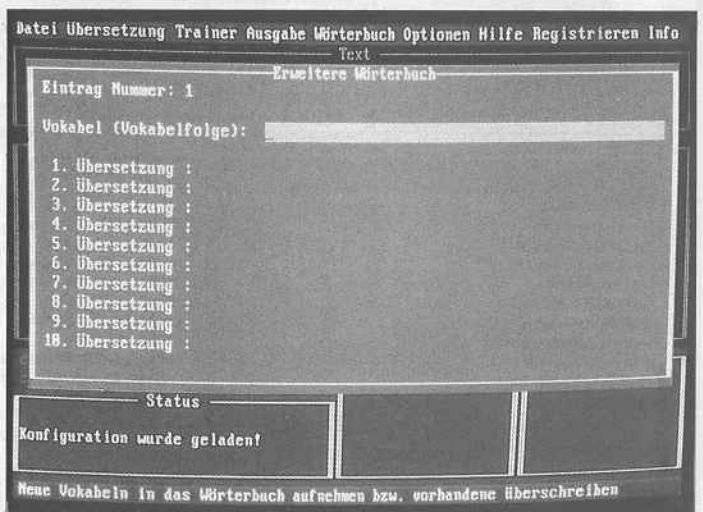 Datei Übersetzung Trainer Ausgabe Wörterbuch Optionen Hilfe Registrieren Info
Text
Erweitere Wörterbuch
Eintrag Nummer: 1
Vokabel (Vokabelfolge):
1. Übersetzung :
2. Übersetzung :
3. Übersetzung :
4. Übersetzung :
5. Übersetzung :
6. Übersetzung :
7. Übersetzung :
8. Übersetzung :
9. Übersetzung :
10. Übersetzung :
Status
Konfiguration wurde geladen!
Neue Vokabeln in das Wörterbuch aufnehmen bzw. vorhandene überschreiben